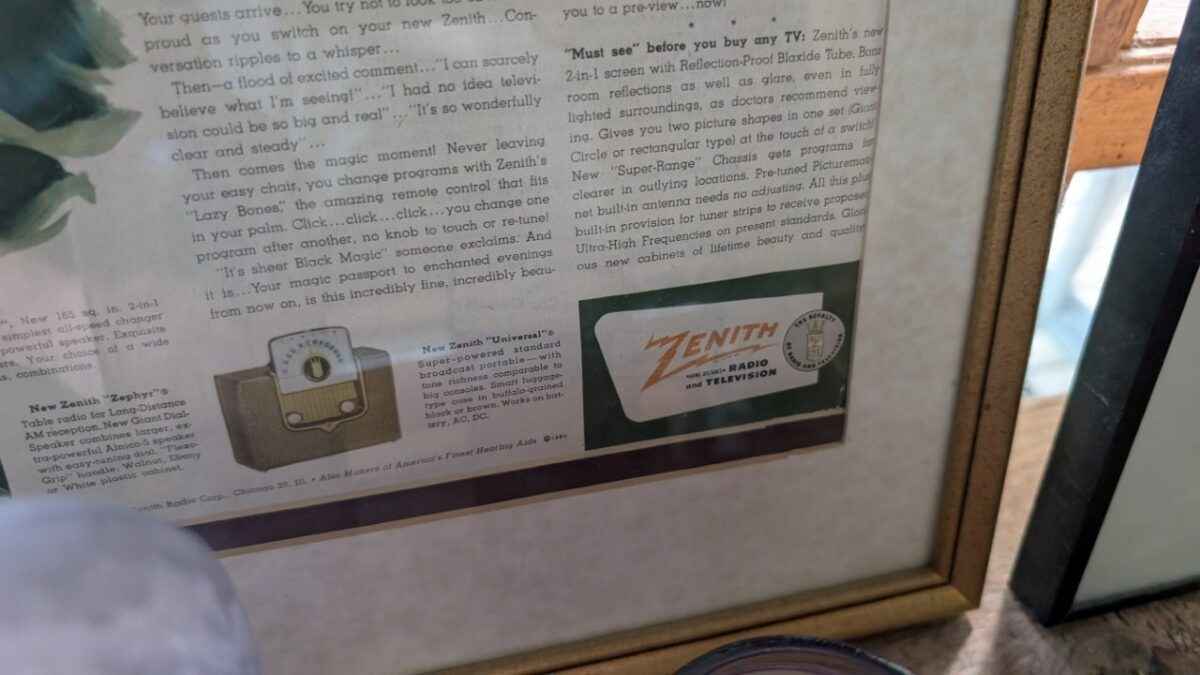 Your guests arrive...You try not to look
proud as you switch on your new Zenith...Con-
versation ripples to a whisper...
Then—a flood of excited comment..."I can scarcely
believe what I'm seeing!"..."I had no idea televi-
sion could be so big and real"..."It's so wonderfully
clear and steady"...
Then comes the magic moment! Never leaving
your easy chair, you change programs with Zenith's
"Lazy Bones," the amazing remote control that fits
in your palm. Click....click...click...you change one
program after another, no knob to touch or re-tune!
"It's sheer Black Magic" someone exclaims. And
it is...Your magic passport to enchanted evenings
from now on, is this incredibly fine, incredibly beau-
you to a pre-view...now!
* * *
"Must see" before you buy any TV: Zenith's new
2-in-1 screen with Reflection-Proof Blaxide Tube. Bans
room reflections as well as glare, even in fully
lighted surroundings, as doctors recommend view-
ing. Gives you two picture shapes in one set (Giant
Circle or rectangular type) at the touch of a switch!
New "Super-Range" Chassis gets programs far
clearer in outlying locations. Pre-tuned Picturemag-
net built-in antenna needs no adjusting. All this plus
built-in provision for tuner strips to receive proposed
Ultra-High Frequencies on present standards. Glori-
ous new cabinets of lifetime beauty and quality.
New 165 sq. in. 2-in-1
simplest all-speed changer
powerful speaker. Exquisite
Your choice of a wide
combinations.
New Zenith "Zephyr"®
Table radio for Long-Distance
AM reception. New Giant Dial-
Speaker combines larger, ex-
tra-powerful Alnico-5 speaker
with easy-tuning dial. "Flexo-
Grip" handle. Walnut, Ebony
or White plastic cabinet.
New Zenith "Universal"®
Super-powered standard
broadcast portable—with
tone richness comparable to
big consoles. Smart luggage-
type case in buffalo-grained
black or brown. Works on bat-
tery, AC, DC.
ZENITH
RADIO
and TELEVISION
THE ROYALTY
OF RADIO AND TELEVISION
Zenith Radio Corp., Chicago 39, Ill. • Also Makers of America's Finest Hearing Aids